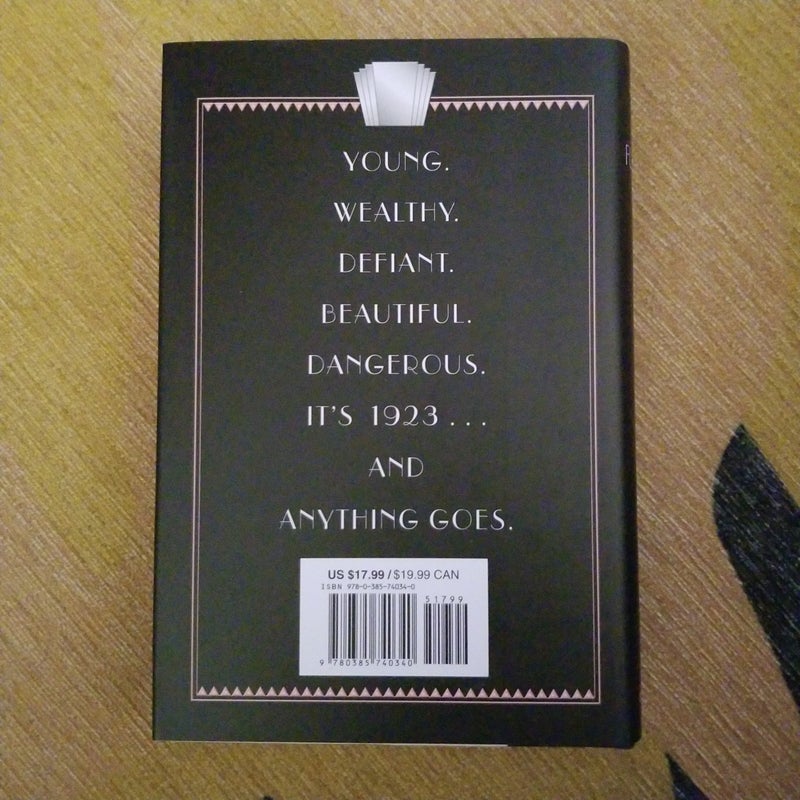 YOUNG.
WEALTHY.
DEFIANT.
BEAUTIFUL.
DANGEROUS.
IT'S 1923 . . .
AND
ANYTHING GOES.
US $17.99 / $19.99 CAN
ISBN 978-0-385-74034-0
51799
9 780385 740340